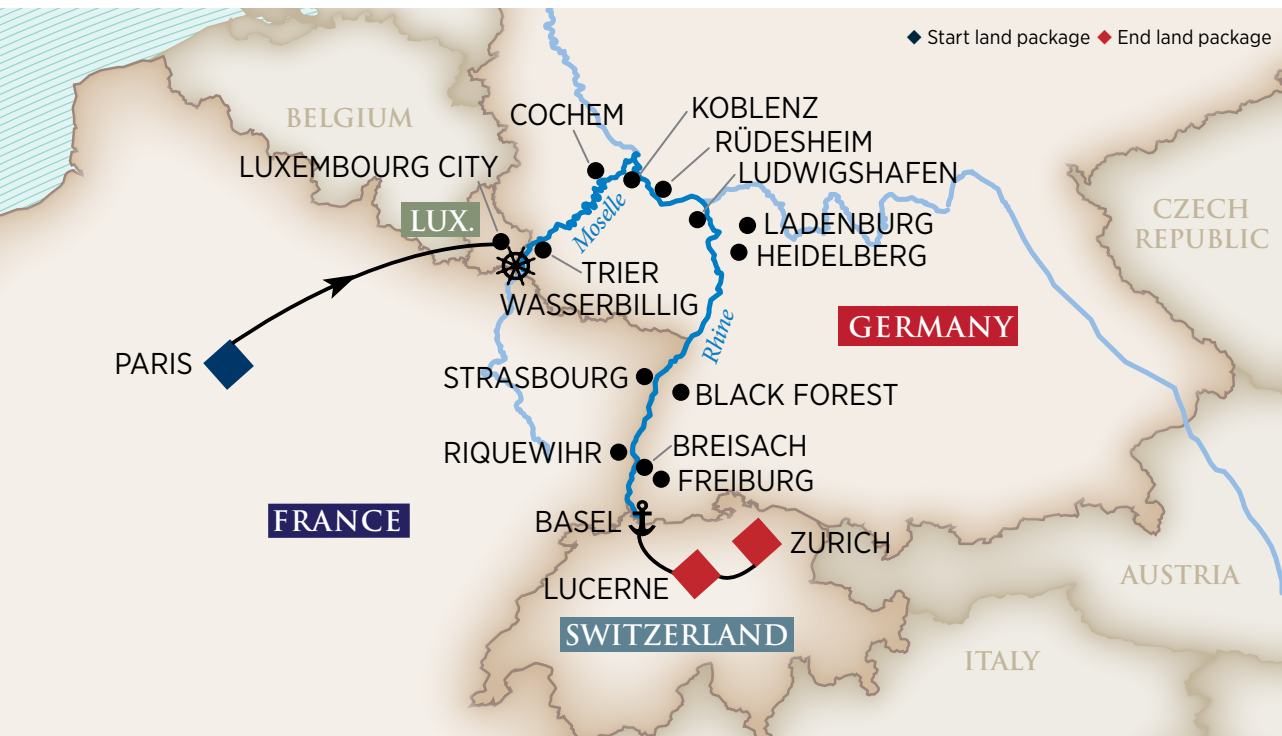 ◆ Start land package ◆ End land package
BELGIUM
COCHEM
KOBLENZ
RÜDESHEIM
LUXEMBOURG CITY
LUDWIGSHAFEN
LUX.
Moselle
LADENBURG
CZECH
REPUBLIC
HEIDELBERG
TRIER
WASSERBILLIG
GERMANY
Rhine
PARIS
STRASBOURG
BLACK FOREST
RIQUEWIHR
BREISACH
FREIBURG
FRANCE
BASEL
ZURICH
LUCERNE
AUSTRIA
SWITZERLAND
ITALY